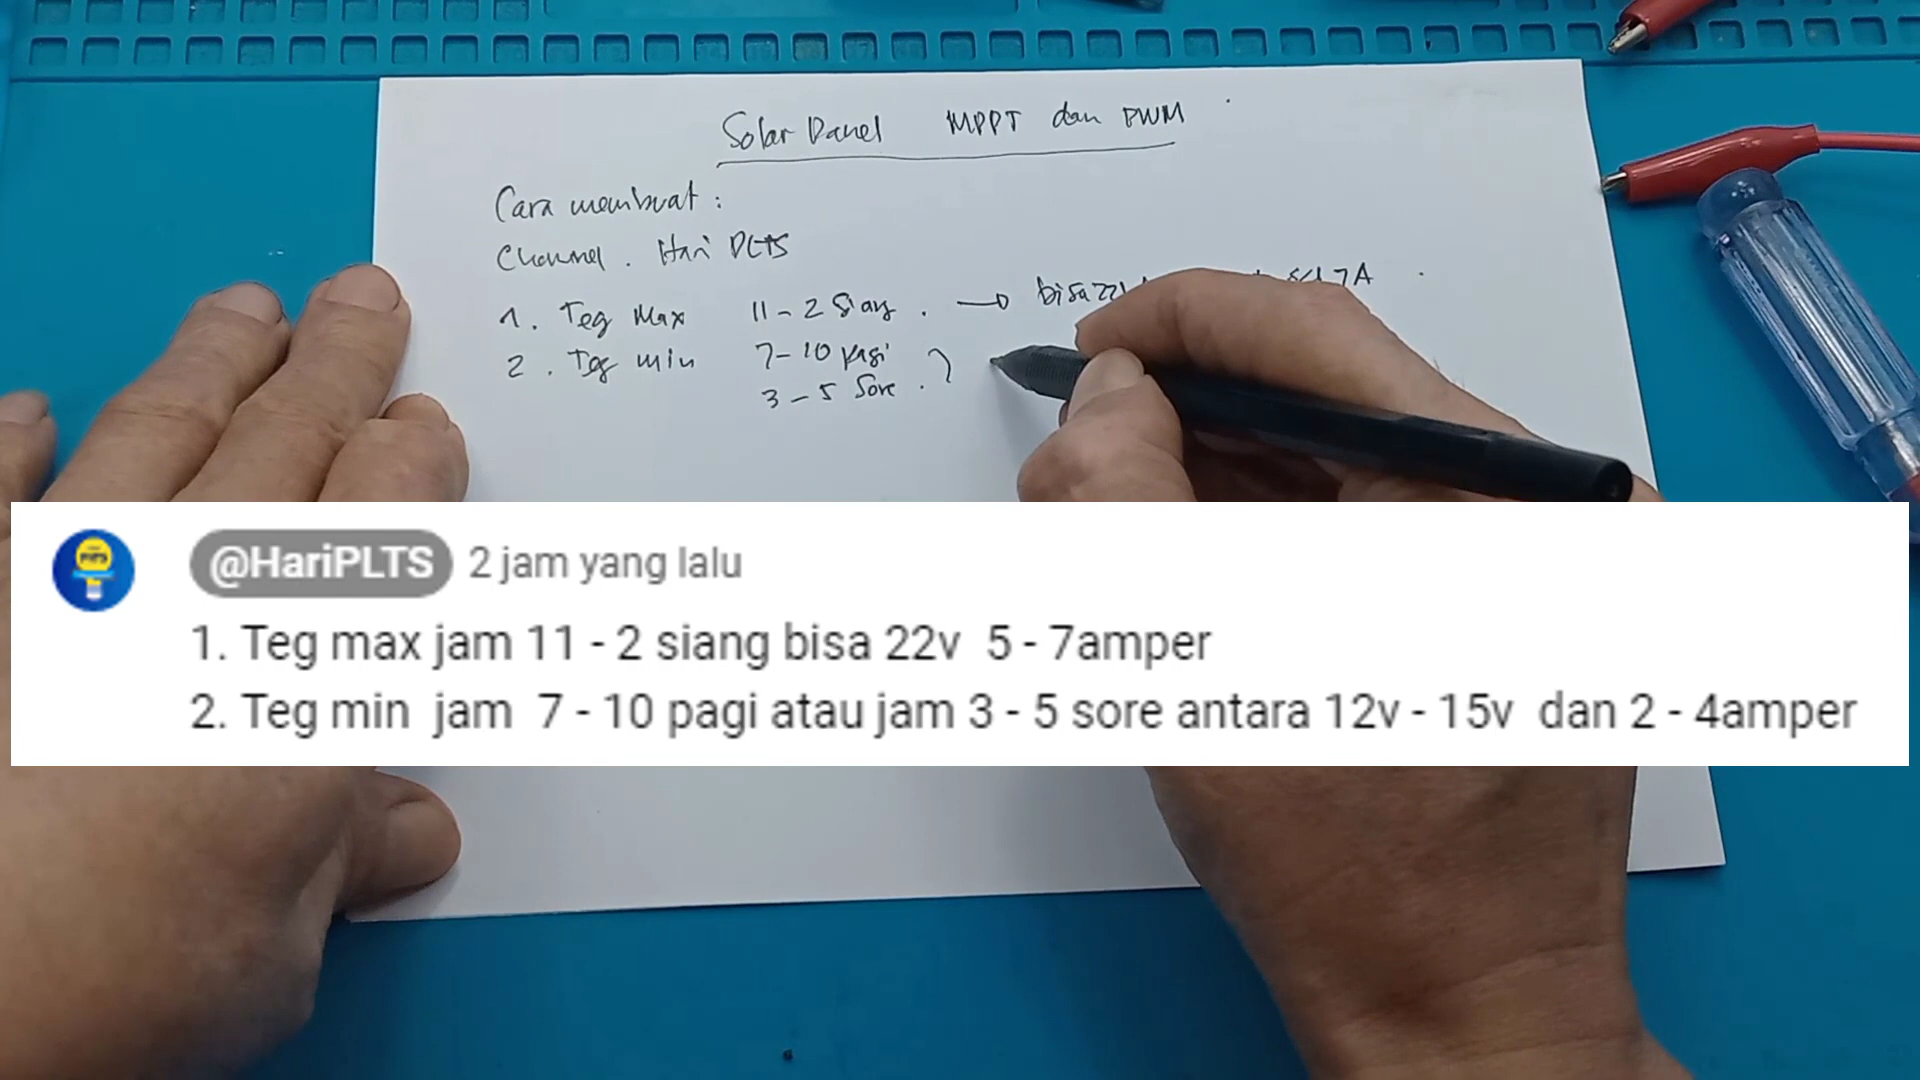 Solar Panel MPPT dan PWM
Cara membuat :
Channel . Hari PLTS
1. Teg Max 11 - 2 Siang . → bisa 22V 7A
2. Teg min 7 - 10 pagi
3 - 5 Sore .
@HariPLTS 2 jam yang lalu
1. Teg max jam 11 - 2 siang bisa 22v 5 - 7amper
2. Teg min jam 7 - 10 pagi atau jam 3 - 5 sore antara 12v - 15v dan 2 - 4amper